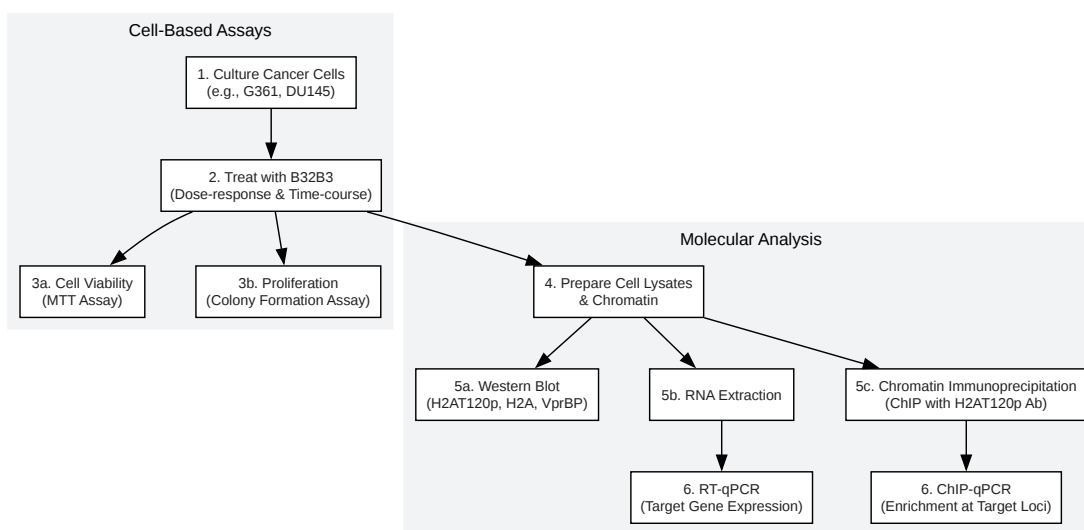 Cell-Based Assays
1. Culture Cancer Cells
(e.g., G361, DU145)
2. Treat with B32B3
(Dose-response & Time-course)
3a. Cell Viability
(MTT Assay)
3b. Proliferation
(Colony Formation Assay)
Molecular Analysis
4. Prepare Cell Lysates
& Chromatin
5a. Western Blot
(H2AT120p, H2A, VprBP)
5b. RNA Extraction
5c. Chromatin Immunoprecipitation
(ChIP with H2AT120p Ab)
6. RT-qPCR
(Target Gene Expression)
6. ChIP-qPCR
(Enrichment at Target Loci)